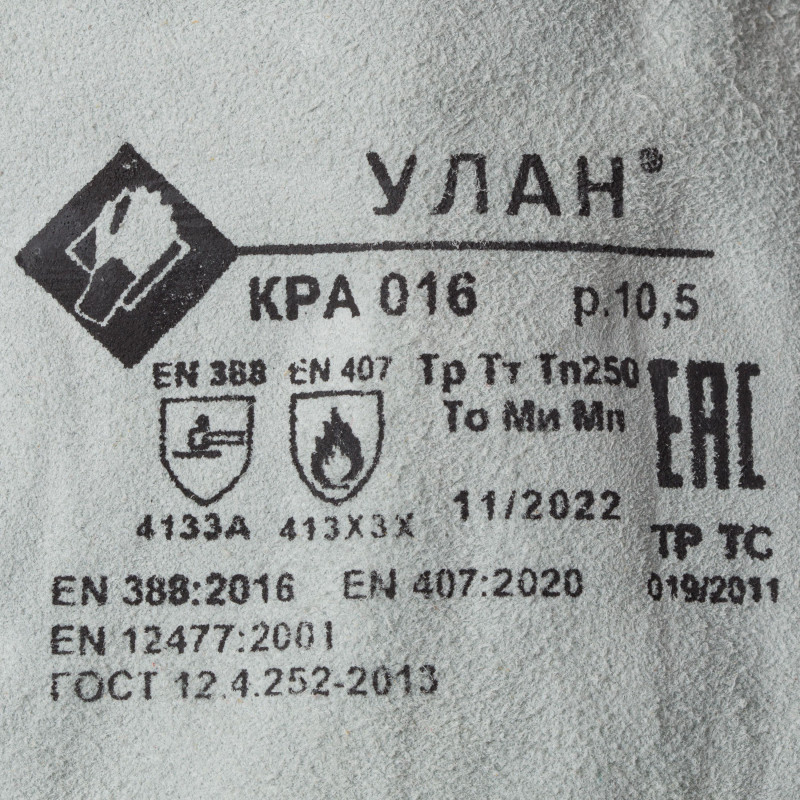 УЛАН®
КРА 016 р.10,5
EN 388 EN 407 Тр Тт Тп250
То Ми Мп
ЕАС
4133А 413Х3Х 11/2022
ТР ТС
019/2011
EN 388:2016 EN 407:2020
EN 12477:2001
ГОСТ 12.4.252-2013